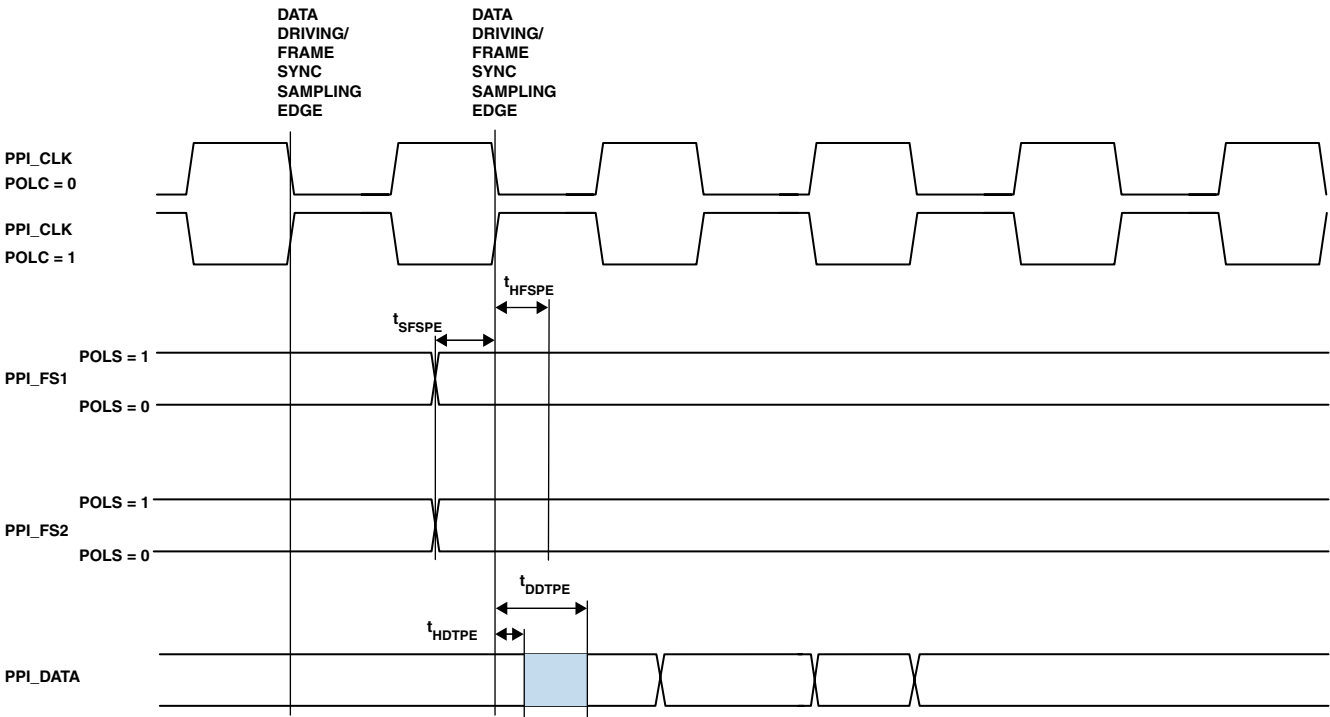 DATA
DRIVING/
FRAME
SYNC
SAMPLING
EDGE
DATA
DRIVING/
FRAME
SYNC
SAMPLING
EDGE
PPI_CLK
POLC = 0
PPI_CLK
POLC = 1
tHFSPE
tSFSPE
POLS = 1
PPI_FS1
POLS = 0
POLS = 1
PPI_FS2
POLS = 0
tDDTPE
tHDTPE
PPI_DATA